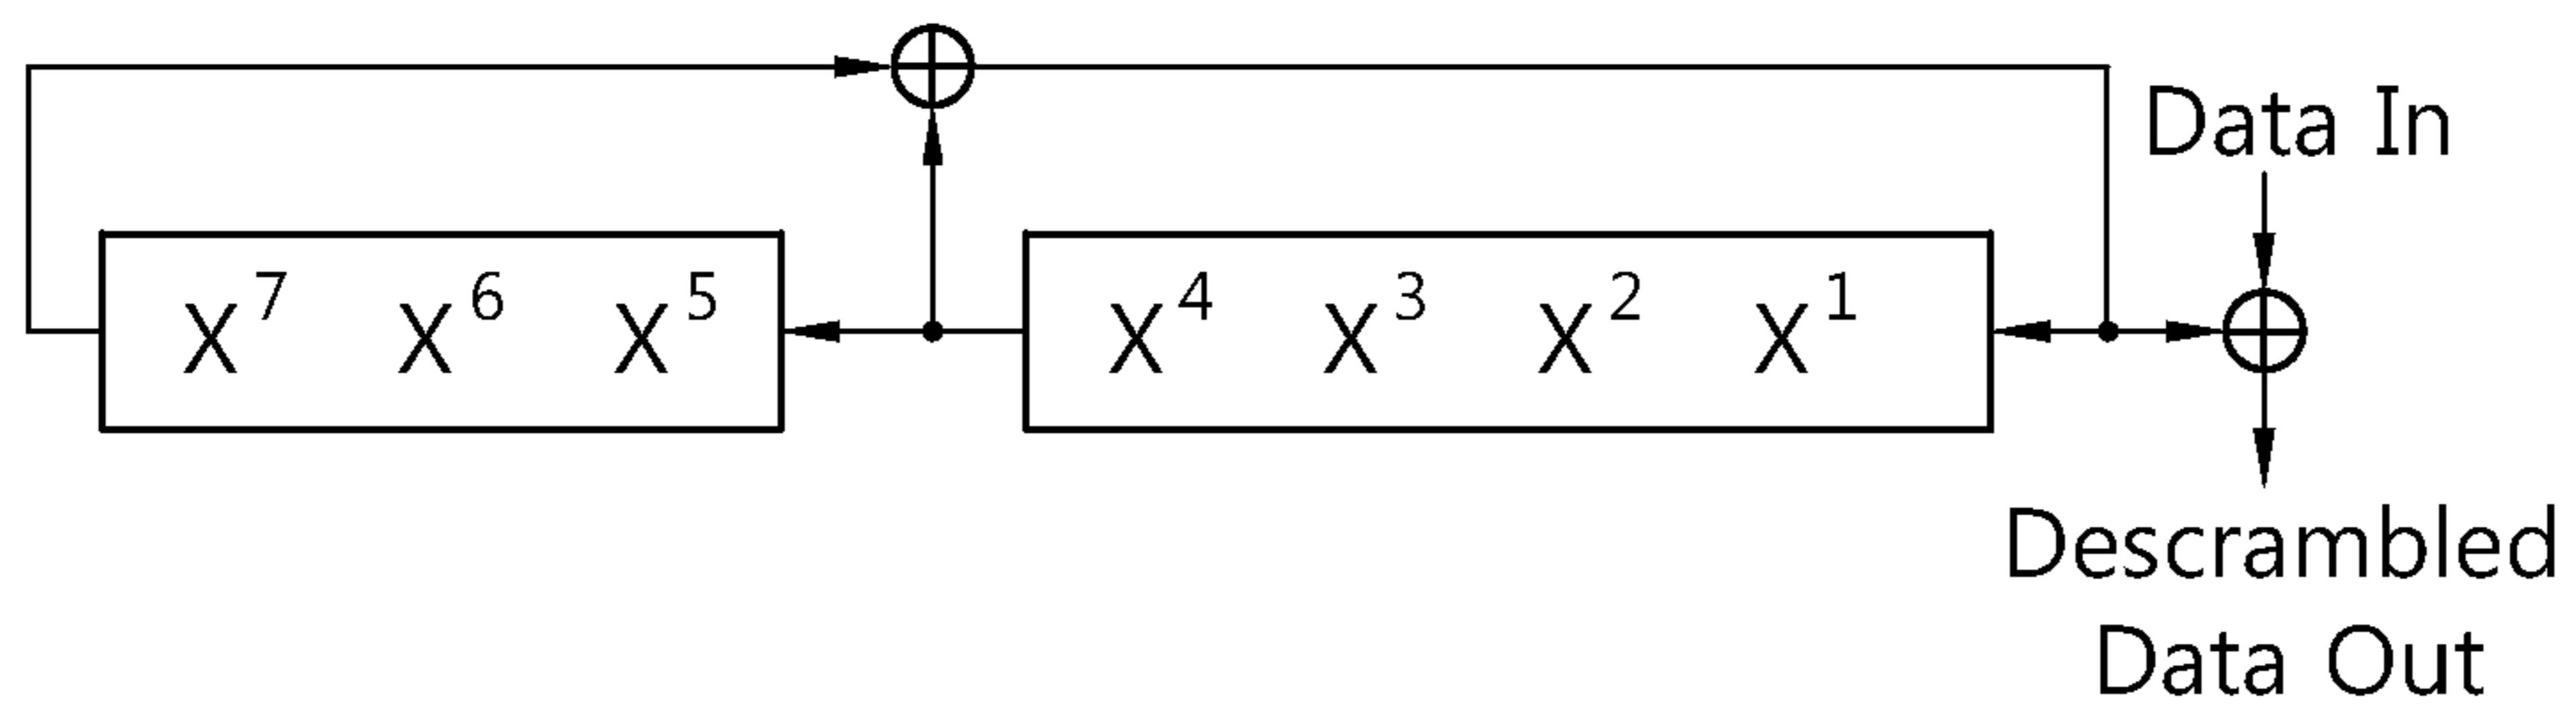 Data In
X⁷ X⁶ X⁵ X⁴ X³ X² X¹
Descrambled
Data Out